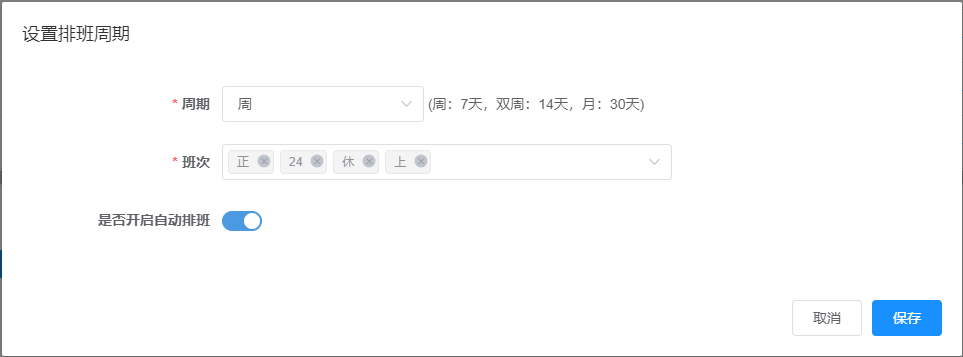 设置排班周期
* 周期 周 (周：7天，双周：14天，月：30天)
* 班次 正 24 休 上
是否开启自动排班
取消 保存